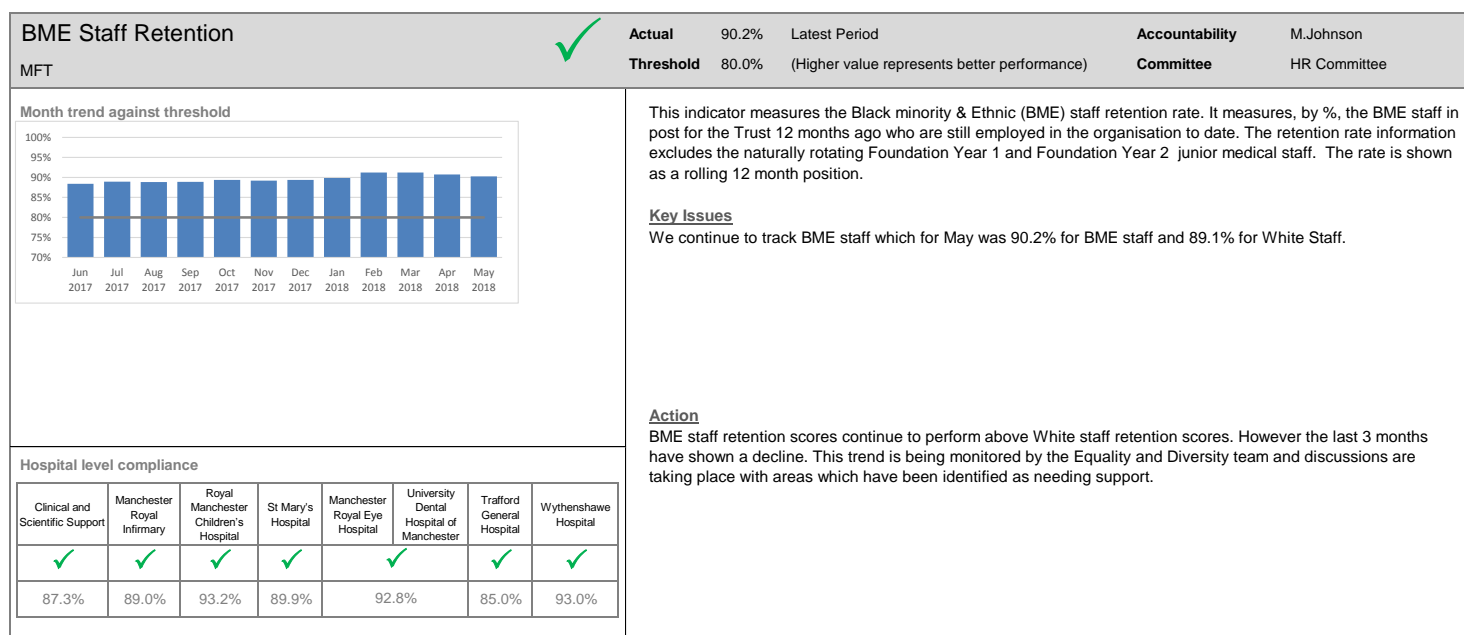 BME Staff Retention
MFT
Actual 90.2% Latest Period
Threshold 80.0% (Higher value represents better performance)
Accountability M.Johnson
Committee HR Committee
Month trend against threshold
100%
95%
90%
85%
80%
75%
70%
Jun Jul Aug Sep Oct Nov Dec Jan Feb Mar Apr May
2017 2017 2017 2017 2017 2017 2017 2018 2018 2018 2018 2018
This indicator measures the Black minority & Ethnic (BME) staff retention rate. It measures, by %, the BME staff in
post for the Trust 12 months ago who are still employed in the organisation to date. The retention rate information
excludes the naturally rotating Foundation Year 1 and Foundation Year 2 junior medical staff. The rate is shown
as a rolling 12 month position.
Key Issues
We continue to track BME staff which for May was 90.2% for BME staff and 89.1% for White Staff.
Action
BME staff retention scores continue to perform above White staff retention scores. However the last 3 months
have shown a decline. This trend is being monitored by the Equality and Diversity team and discussions are
taking place with areas which have been identified as needing support.
Hospital level compliance
Clinical and
Scientific Support
Manchester
Royal
Infirmary
Royal
Manchester
Children's
Hospital
St Mary's
Hospital
Manchester
Royal Eye
Hospital
University
Dental
Hospital of
Manchester
Trafford
General
Hospital
Wythenshawe
Hospital
87.3% 89.0% 93.2% 89.9% 92.8% 85.0% 93.0%